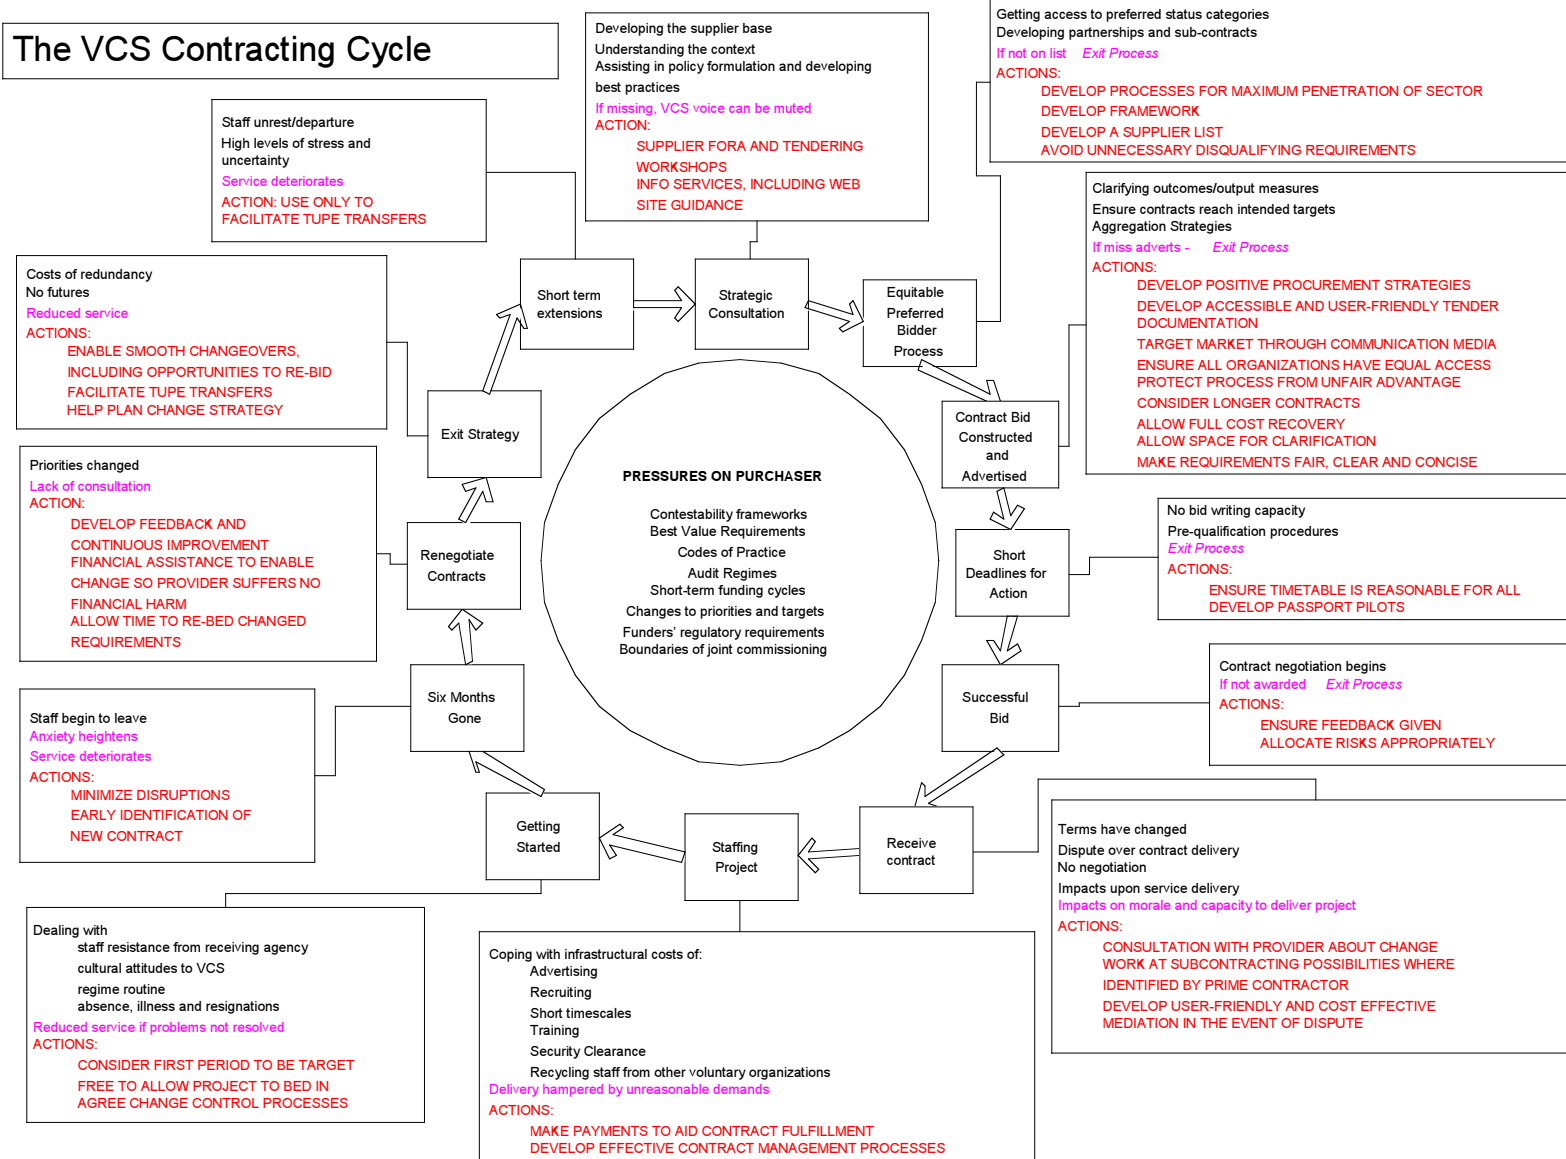 The VCS Contracting Cycle
Developing the supplier base
Understanding the context
Assisting in policy formulation and developing
best practices
If missing, VCS voice can be muted
ACTION:
SUPPLIER FORA AND TENDERING
WORKSHOPS
INFO SERVICES, INCLUDING WEB
SITE GUIDANCE
Getting access to preferred status categories
Developing partnerships and sub-contracts
If not on list Exit Process
ACTIONS:
DEVELOP PROCESSES FOR MAXIMUM PENETRATION OF SECTOR
DEVELOP FRAMEWORK
DEVELOP A SUPPLIER LIST
AVOID UNNECESSARY DISQUALIFYING REQUIREMENTS
Staff unrest/departure
High levels of stress and
uncertainty
Service deteriorates
ACTION: USE ONLY TO
FACILITATE TUPE TRANSFERS
Clarifying outcomes/output measures
Ensure contracts reach intended targets
Aggregation Strategies
If miss adverts - Exit Process
ACTIONS:
DEVELOP POSITIVE PROCUREMENT STRATEGIES
DEVELOP ACCESSIBLE AND USER-FRIENDLY TENDER
DOCUMENTATION
TARGET MARKET THROUGH COMMUNICATION MEDIA
ENSURE ALL ORGANIZATIONS HAVE EQUAL ACCESS
PROTECT PROCESS FROM UNFAIR ADVANTAGE
CONSIDER LONGER CONTRACTS
ALLOW FULL COST RECOVERY
ALLOW SPACE FOR CLARIFICATION
MAKE REQUIREMENTS FAIR, CLEAR AND CONCISE
Costs of redundancy
No futures
Reduced service
ACTIONS:
ENABLE SMOOTH CHANGEOVERS,
INCLUDING OPPORTUNITIES TO RE-BID
FACILITATE TUPE TRANSFERS
HELP PLAN CHANGE STRATEGY
Short term
extensions
Strategic
Consultation
Equitable
Preferred
Bidder
Process
Exit Strategy
Contract Bid
Constructed
and
Advertised
PRESSURES ON PURCHASER
Contestability frameworks
Best Value Requirements
Codes of Practice
Audit Regimes
Short-term funding cycles
Changes to priorities and targets
Funders' regulatory requirements
Boundaries of joint commissioning
Priorities changed
Lack of consultation
ACTION:
DEVELOP FEEDBACK AND
CONTINUOUS IMPROVEMENT
FINANCIAL ASSISTANCE TO ENABLE
CHANGE SO PROVIDER SUFFERS NO
FINANCIAL HARM
ALLOW TIME TO RE-BED CHANGED
REQUIREMENTS
Renegotiate
Contracts
Short
Deadlines for
Action
No bid writing capacity
Pre-qualification procedures
Exit Process
ACTIONS:
ENSURE TIMETABLE IS REASONABLE FOR ALL
DEVELOP PASSPORT PILOTS
Six Months
Gone
Successful
Bid
Contract negotiation begins
If not awarded Exit Process
ACTIONS:
ENSURE FEEDBACK GIVEN
ALLOCATE RISKS APPROPRIATELY
Staff begin to leave
Anxiety heightens
Service deteriorates
ACTIONS:
MINIMIZE DISRUPTIONS
EARLY IDENTIFICATION OF
NEW CONTRACT
Getting
Started
Staffing
Project
Receive
contract
Terms have changed
Dispute over contract delivery
No negotiation
Impacts upon service delivery
Impacts on morale and capacity to deliver project
ACTIONS:
CONSULTATION WITH PROVIDER ABOUT CHANGE
WORK AT SUBCONTRACTING POSSIBILITIES WHERE
IDENTIFIED BY PRIME CONTRACTOR
DEVELOP USER-FRIENDLY AND COST EFFECTIVE
MEDIATION IN THE EVENT OF DISPUTE
Dealing with
staff resistance from receiving agency
cultural attitudes to VCS
regime routine
absence, illness and resignations
Reduced service if problems not resolved
ACTIONS:
CONSIDER FIRST PERIOD TO BE TARGET
FREE TO ALLOW PROJECT TO BED IN
AGREE CHANGE CONTROL PROCESSES
Coping with infrastructural costs of:
Advertising
Recruiting
Short timescales
Training
Security Clearance
Recycling staff from other voluntary organizations
Delivery hampered by unreasonable demands
ACTIONS:
MAKE PAYMENTS TO AID CONTRACT FULFILLMENT
DEVELOP EFFECTIVE CONTRACT MANAGEMENT PROCESSES